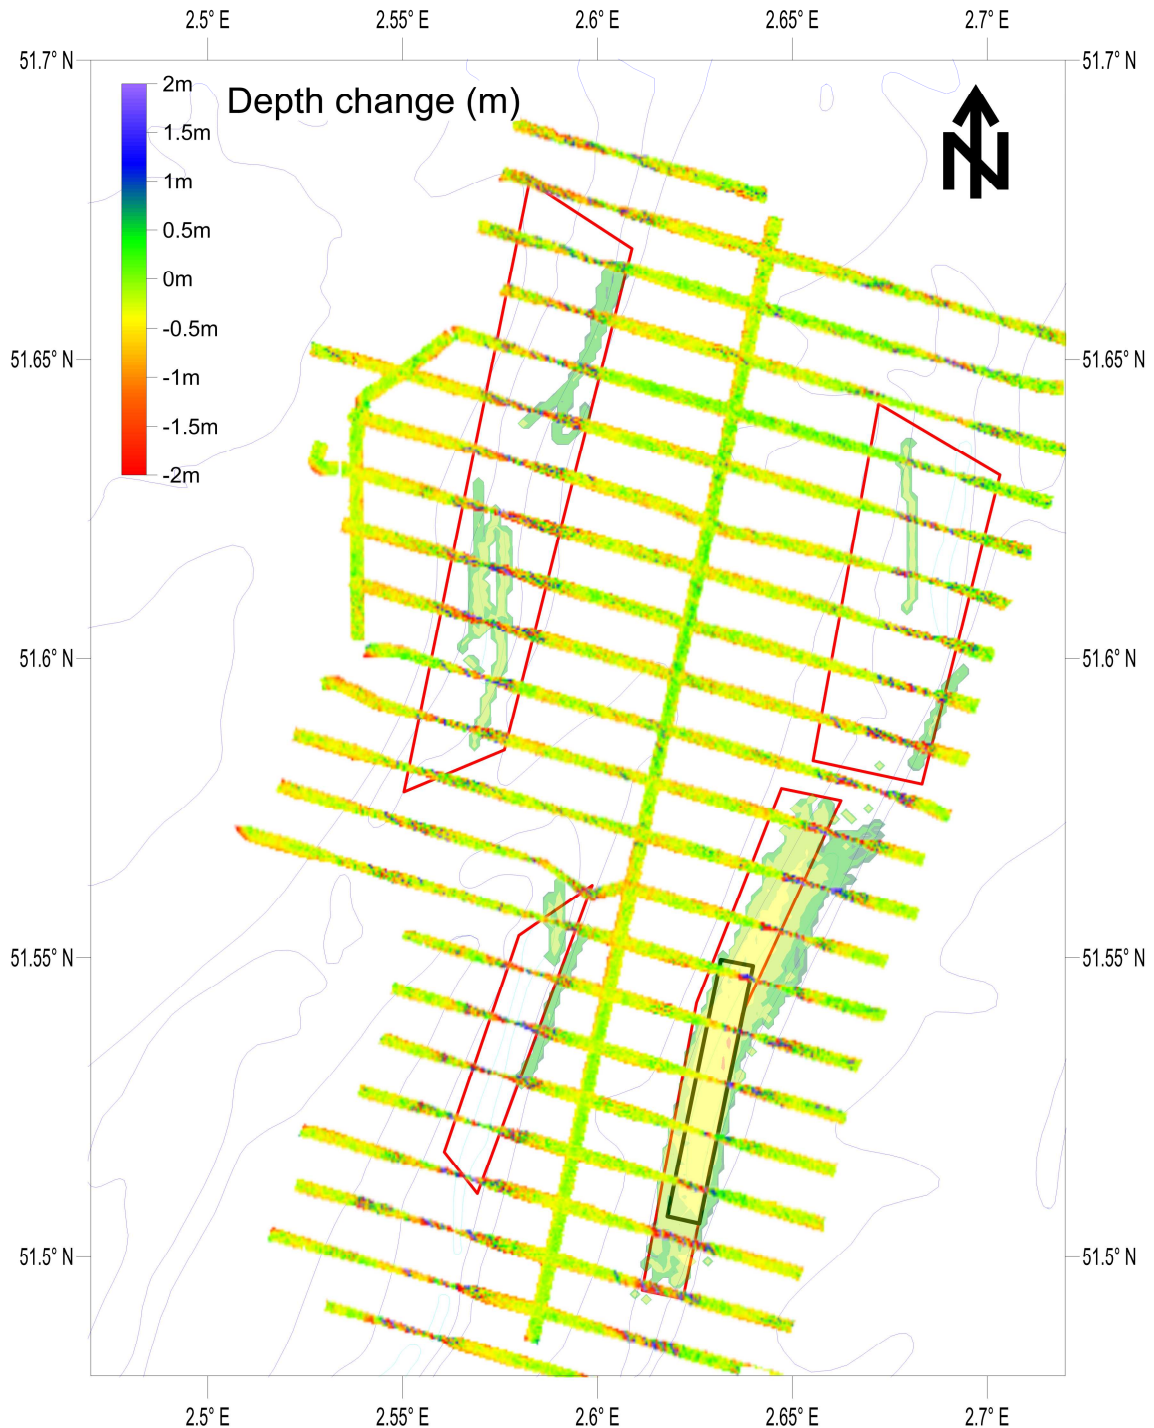 2.5° E 2.55° E 2.6° E 2.65° E 2.7° E
51.7° N 51.7° N
2m
Depth change (m)
N
1.5m
1m
0.5m
0m
-0.5m
-1m
-1.5m
-2m
51.65° N 51.65° N
51.6° N 51.6° N
51.55° N 51.55° N
51.5° N 51.5° N
2.5° E 2.55° E 2.6° E 2.65° E 2.7° E